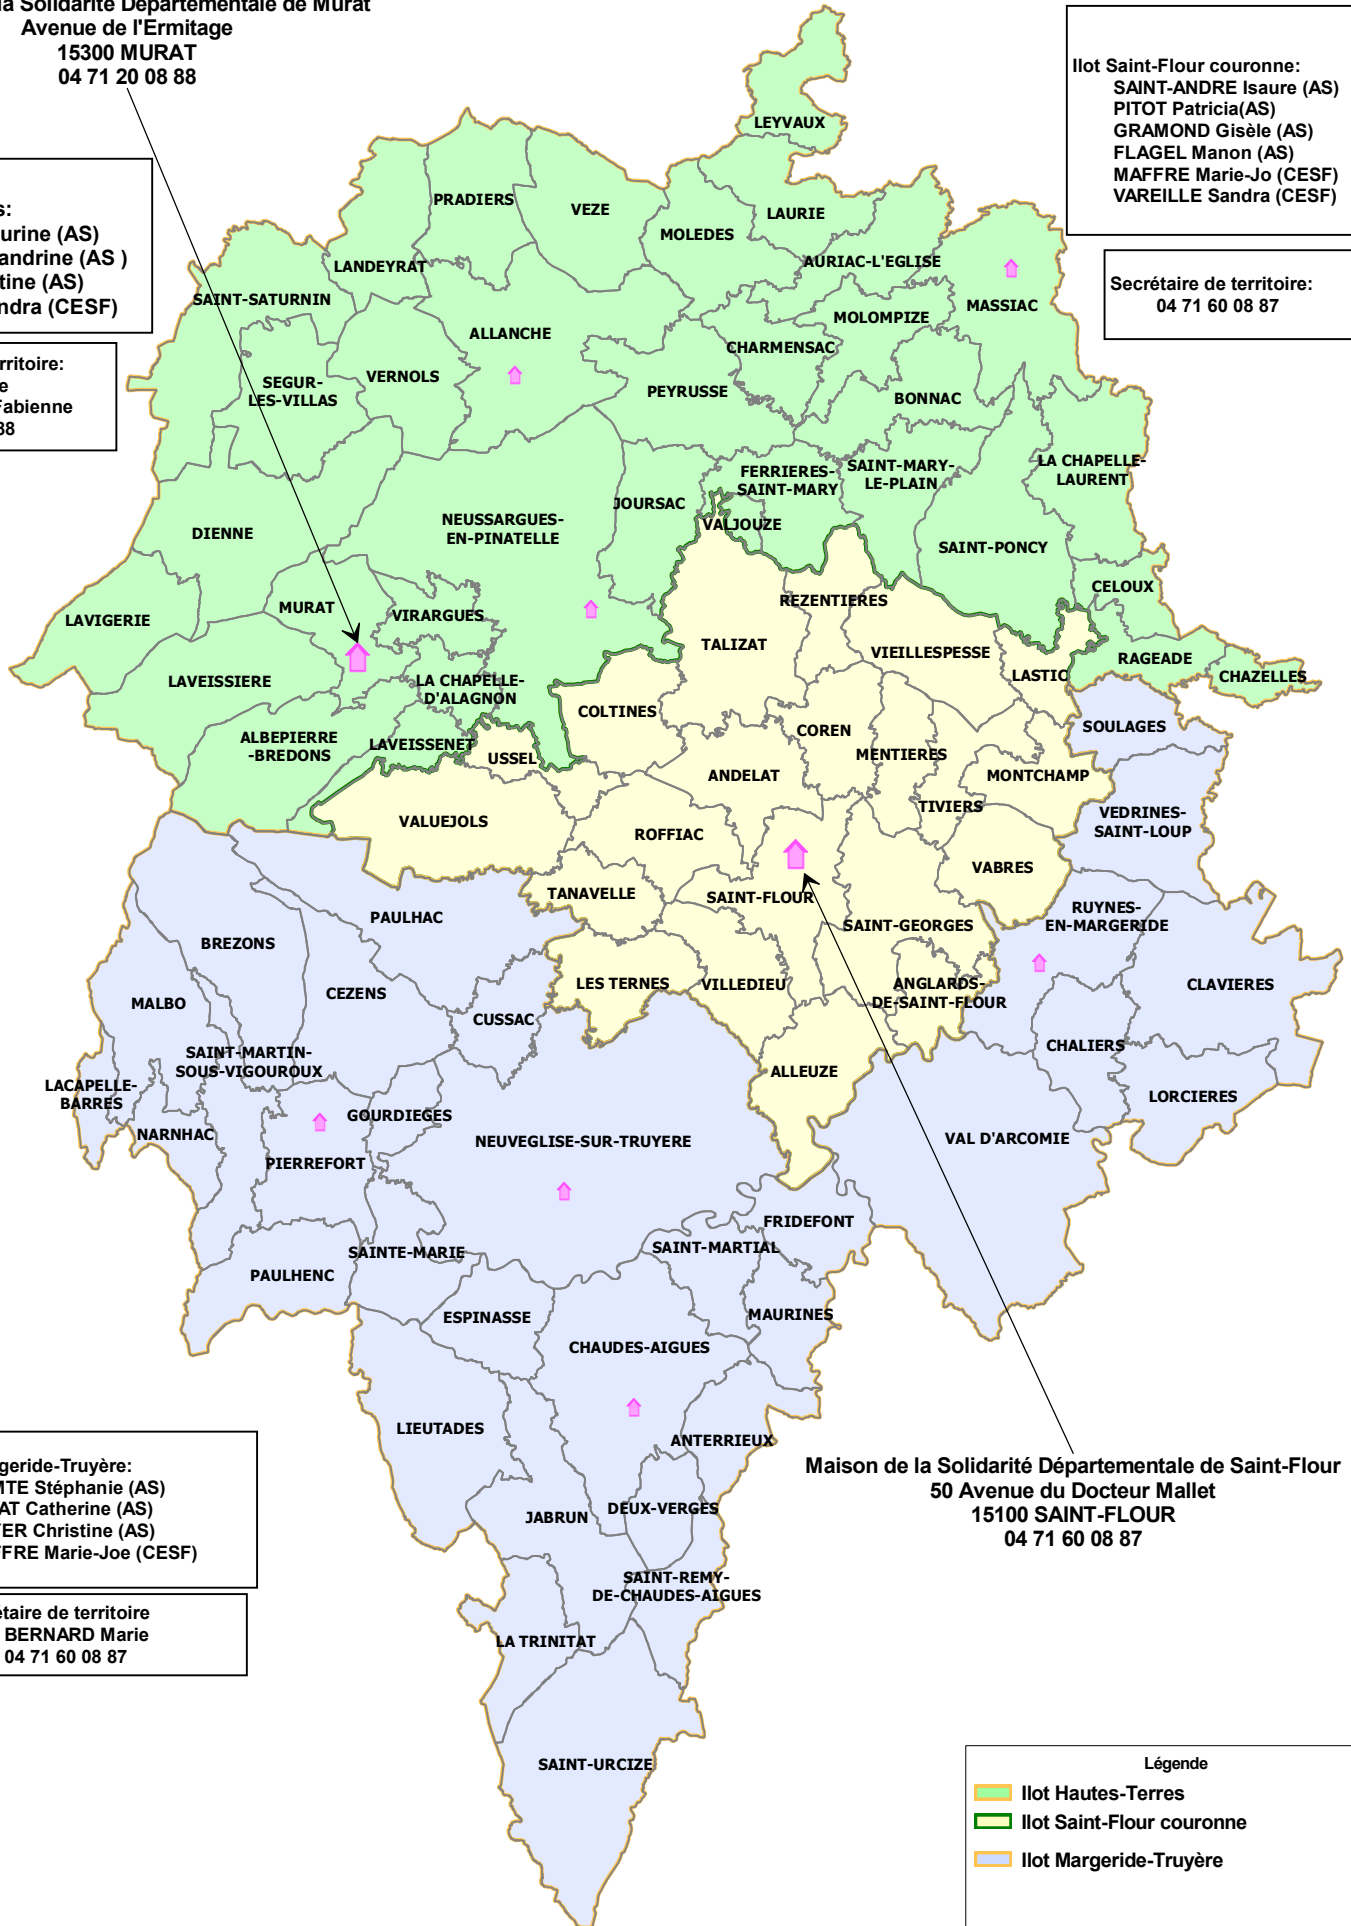 la Solidarité Départementale de Murat
Avenue de l'Ermitage
15300 MURAT
04 71 20 08 88
Ilot Saint-Flour couronne:
SAINT-ANDRE Isaure (AS)
PITOT Patricia(AS)
GRAMOND Gisèle (AS)
FLAGEL Manon (AS)
MAFFRE Marie-Jo (CESF)
VAREILLE Sandra (CESF)
Secrétaire de territoire:
04 71 60 08 87
s:
urine (AS)
andrine (AS )
tine (AS)
ndra (CESF)
rritoire:
e
Fabienne
88
LEYVAUX
PRADIERS
VEZE
LAURIE
MOLEDES
AURIAC-L'EGLISE
LANDEYRAT
SAINT-SATURNIN
MASSIAC
MOLOMPIZE
ALLANCHE
CHARMENSAC
VERNOLS
SEGUR-
LES-VILLAS
PEYRUSSE
BONNAC
FERRIERES-
SAINT-MARY
SAINT-MARY-
LE-PLAIN
LA CHAPELLE-
LAURENT
JOURSAC
NEUSSARGUES-
EN-PINATELLE
VALJOUZE
DIENNE
SAINT-PONCY
CELOUX
MURAT
VIRARGUES
REZENTIERES
LAVIGERIE
TALIZAT
VIEILLESPESSE
RAGEADE
LASTIC
CHAZELLES
LAVEISSIERE
LA CHAPELLE-
D'ALAGNON
COLTINES
SOULAGES
ALBEPIERRE
-BREDONS
LAVEISSENET
USSEL
COREN
MENTIERES
ANDELAT
MONTCHAMP
TIVIERS
VALUEJOLS
ROFFIAC
VEDRINES-
SAINT-LOUP
VABRES
TANAVELLE
SAINT-FLOUR
PAULHAC
RUYNES-
EN-MARGERIDE
SAINT-GEORGES
BREZONS
LES TERNES
VILLEDIEU
ANGLARDS-
DE-SAINT-FLOUR
CLAVIERES
CEZENS
MALBO
CUSSAC
CHALIERS
SAINT-MARTIN-
SOUS-VIGOUROUX
ALLEUZE
LACAPELLE-
BARRES
LORCIERES
GOURDIEGES
NARNHAC
NEUVEGLISE-SUR-TRUYERE
VAL D'ARCOMIE
PIERREFORT
FRIDEFONT
SAINT-MARTIAL
SAINTE-MARIE
PAULHENC
ESPINASSE
MAURINES
CHAUDES-AIGUES
LIEUTADES
ANTERRIEUX
JABRUN
DEUX-VERGES
SAINT-REMY-
DE-CHAUDES-AIGUES
LA TRINITAT
SAINT-URCIZE
Maison de la Solidarité Départementale de Saint-Flour
50 Avenue du Docteur Mallet
15100 SAINT-FLOUR
04 71 60 08 87
geride-Truyère:
MTE Stéphanie (AS)
AT Catherine (AS)
YER Christine (AS)
FFRE Marie-Joe (CESF)
étaire de territoire
BERNARD Marie
04 71 60 08 87
Légende
Ilot Hautes-Terres
Ilot Saint-Flour couronne
Ilot Margeride-Truyère